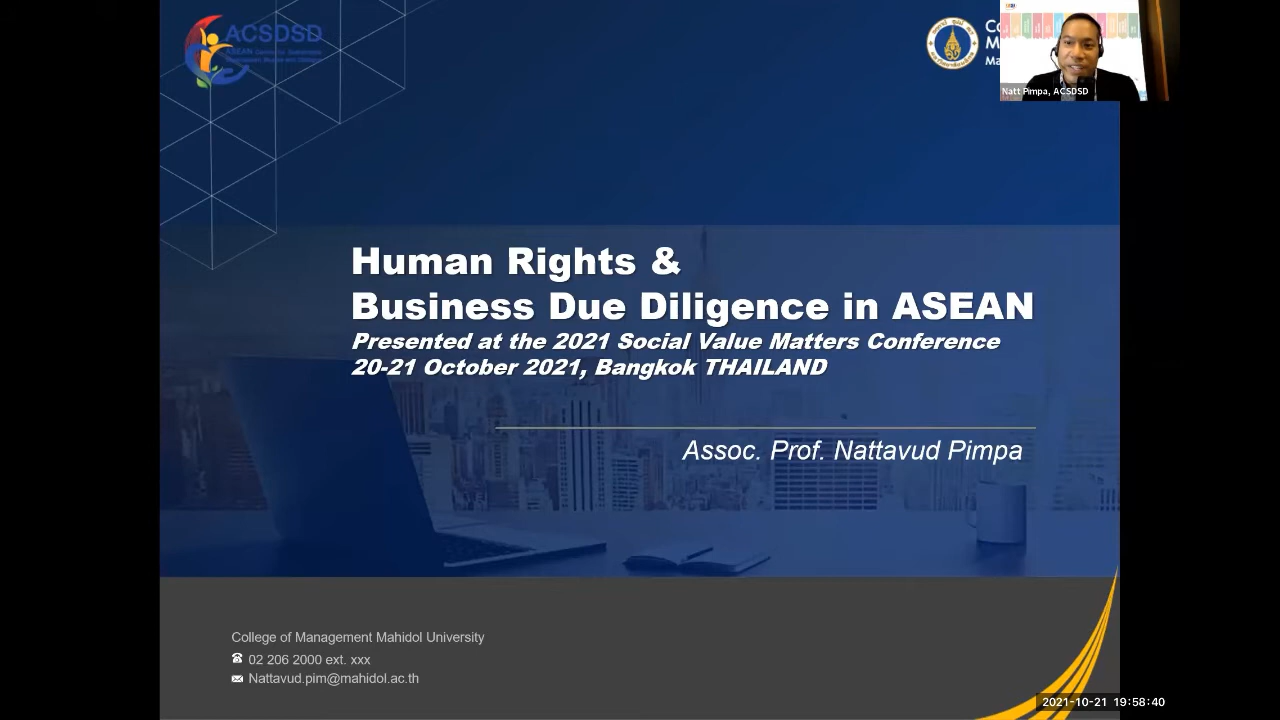 ACSDSD
Natt Pimpa, ACSDSD
Human Rights &
Business Due Diligence in ASEAN
Presented at the 2021 Social Value Matters Conference
20-21 October 2021, Bangkok THAILAND
Assoc. Prof. Nattavud Pimpa
College of Management Mahidol University
02 206 2000 ext. xxx
Nattavud.pim@mahidol.ac.th
2021-10-21 19:58:40